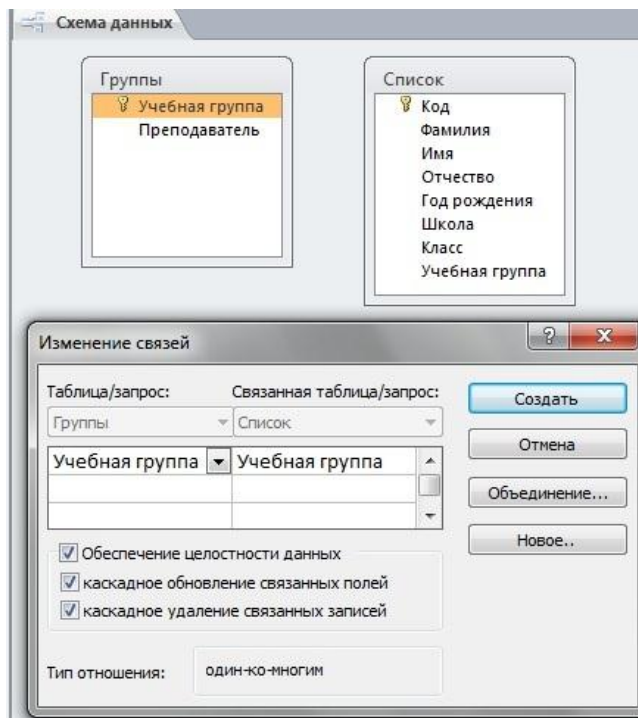 Схема данных
Группы
Учебная группа
Преподаватель
Список
Код
Фамилия
Имя
Отчество
Год рождения
Школа
Класс
Учебная группа
Изменение связей
?
Таблица/запрос: Связанная таблица/запрос:
Группы Список
Учебная группа Учебная группа
Создать
Отмена
Объединение...
Новое..
Обеспечение целостности данных
каскадное обновление связанных полей
каскадное удаление связанных записей
Тип отношения: один-ко-многим